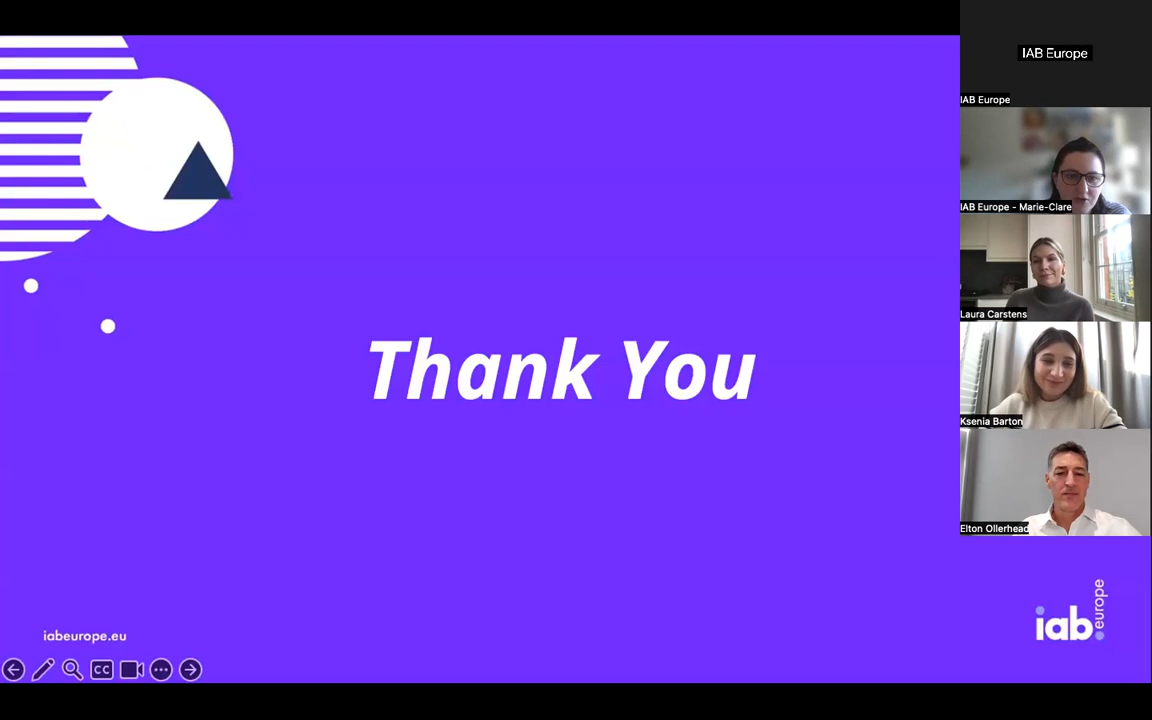 IAB Europe
IAB Europe
IAB Europe - Marie-Clare
Laura Carstens
Ksenia Barton
Elton Ollerhead
Thank You
iabeurope.eu
CC
iab.europe